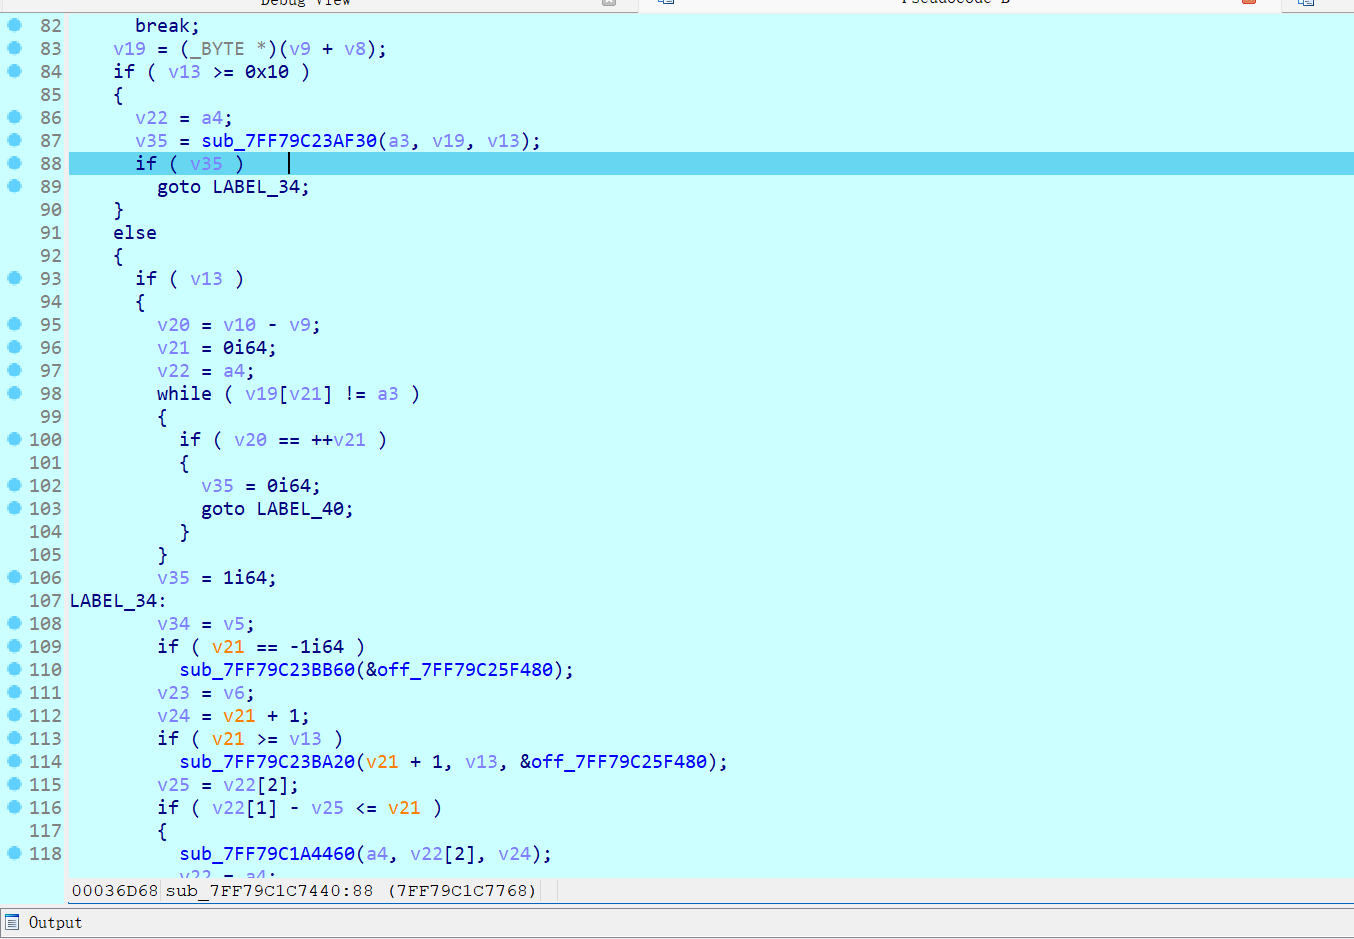 Debug View
Pseudocode-B
82 break;
83 v19 = (_BYTE *)(v9 + v8);
84 if ( v13 >= 0x10 )
85 {
86 v22 = a4;
87 v35 = sub_7FF79C23AF30(a3, v19, v13);
88 if ( v35 )
89 goto LABEL_34;
90 }
91 else
92 {
93 if ( v13 )
94 {
95 v20 = v10 - v9;
96 v21 = 0i64;
97 v22 = a4;
98 while ( v19[v21] != a3 )
99 {
100 if ( v20 == ++v21 )
101 {
102 v35 = 0i64;
103 goto LABEL_40;
104 }
105 }
106 v35 = 1i64;
107 LABEL_34:
108 v34 = v5;
109 if ( v21 == -1i64 )
110 sub_7FF79C23BB60(&off_7FF79C25F480);
111 v23 = v6;
112 v24 = v21 + 1;
113 if ( v21 >= v13 )
114 sub_7FF79C23BA20(v21 + 1, v13, &off_7FF79C25F480);
115 v25 = v22[2];
116 if ( v22[1] - v25 <= v21 )
117 {
118 sub_7FF79C1A4460(a4, v22[2], v24);
v22 = a4;
00036D68 sub_7FF79C1C7440:88 (7FF79C1C7768)
Output